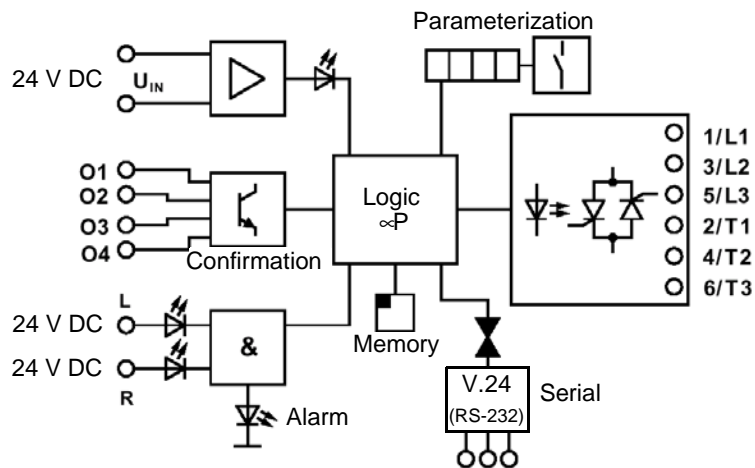 Parameterization
24 V DC
UIN
1/L1
3/L2
5/L3
2/T1
4/T2
6/T3
O1
O2
O3
O4
Confirmation
Logic
∝P
L
24 V DC
24 V DC
R
&
Alarm
Memory
V.24
(RS-232)
Serial